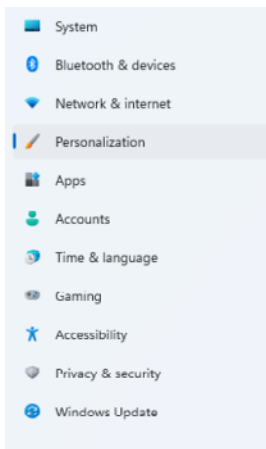 System
Bluetooth & devices
Network & internet
Personalization
Apps
Accounts
Time & language
Gaming
Accessibility
Privacy & security
Windows Update